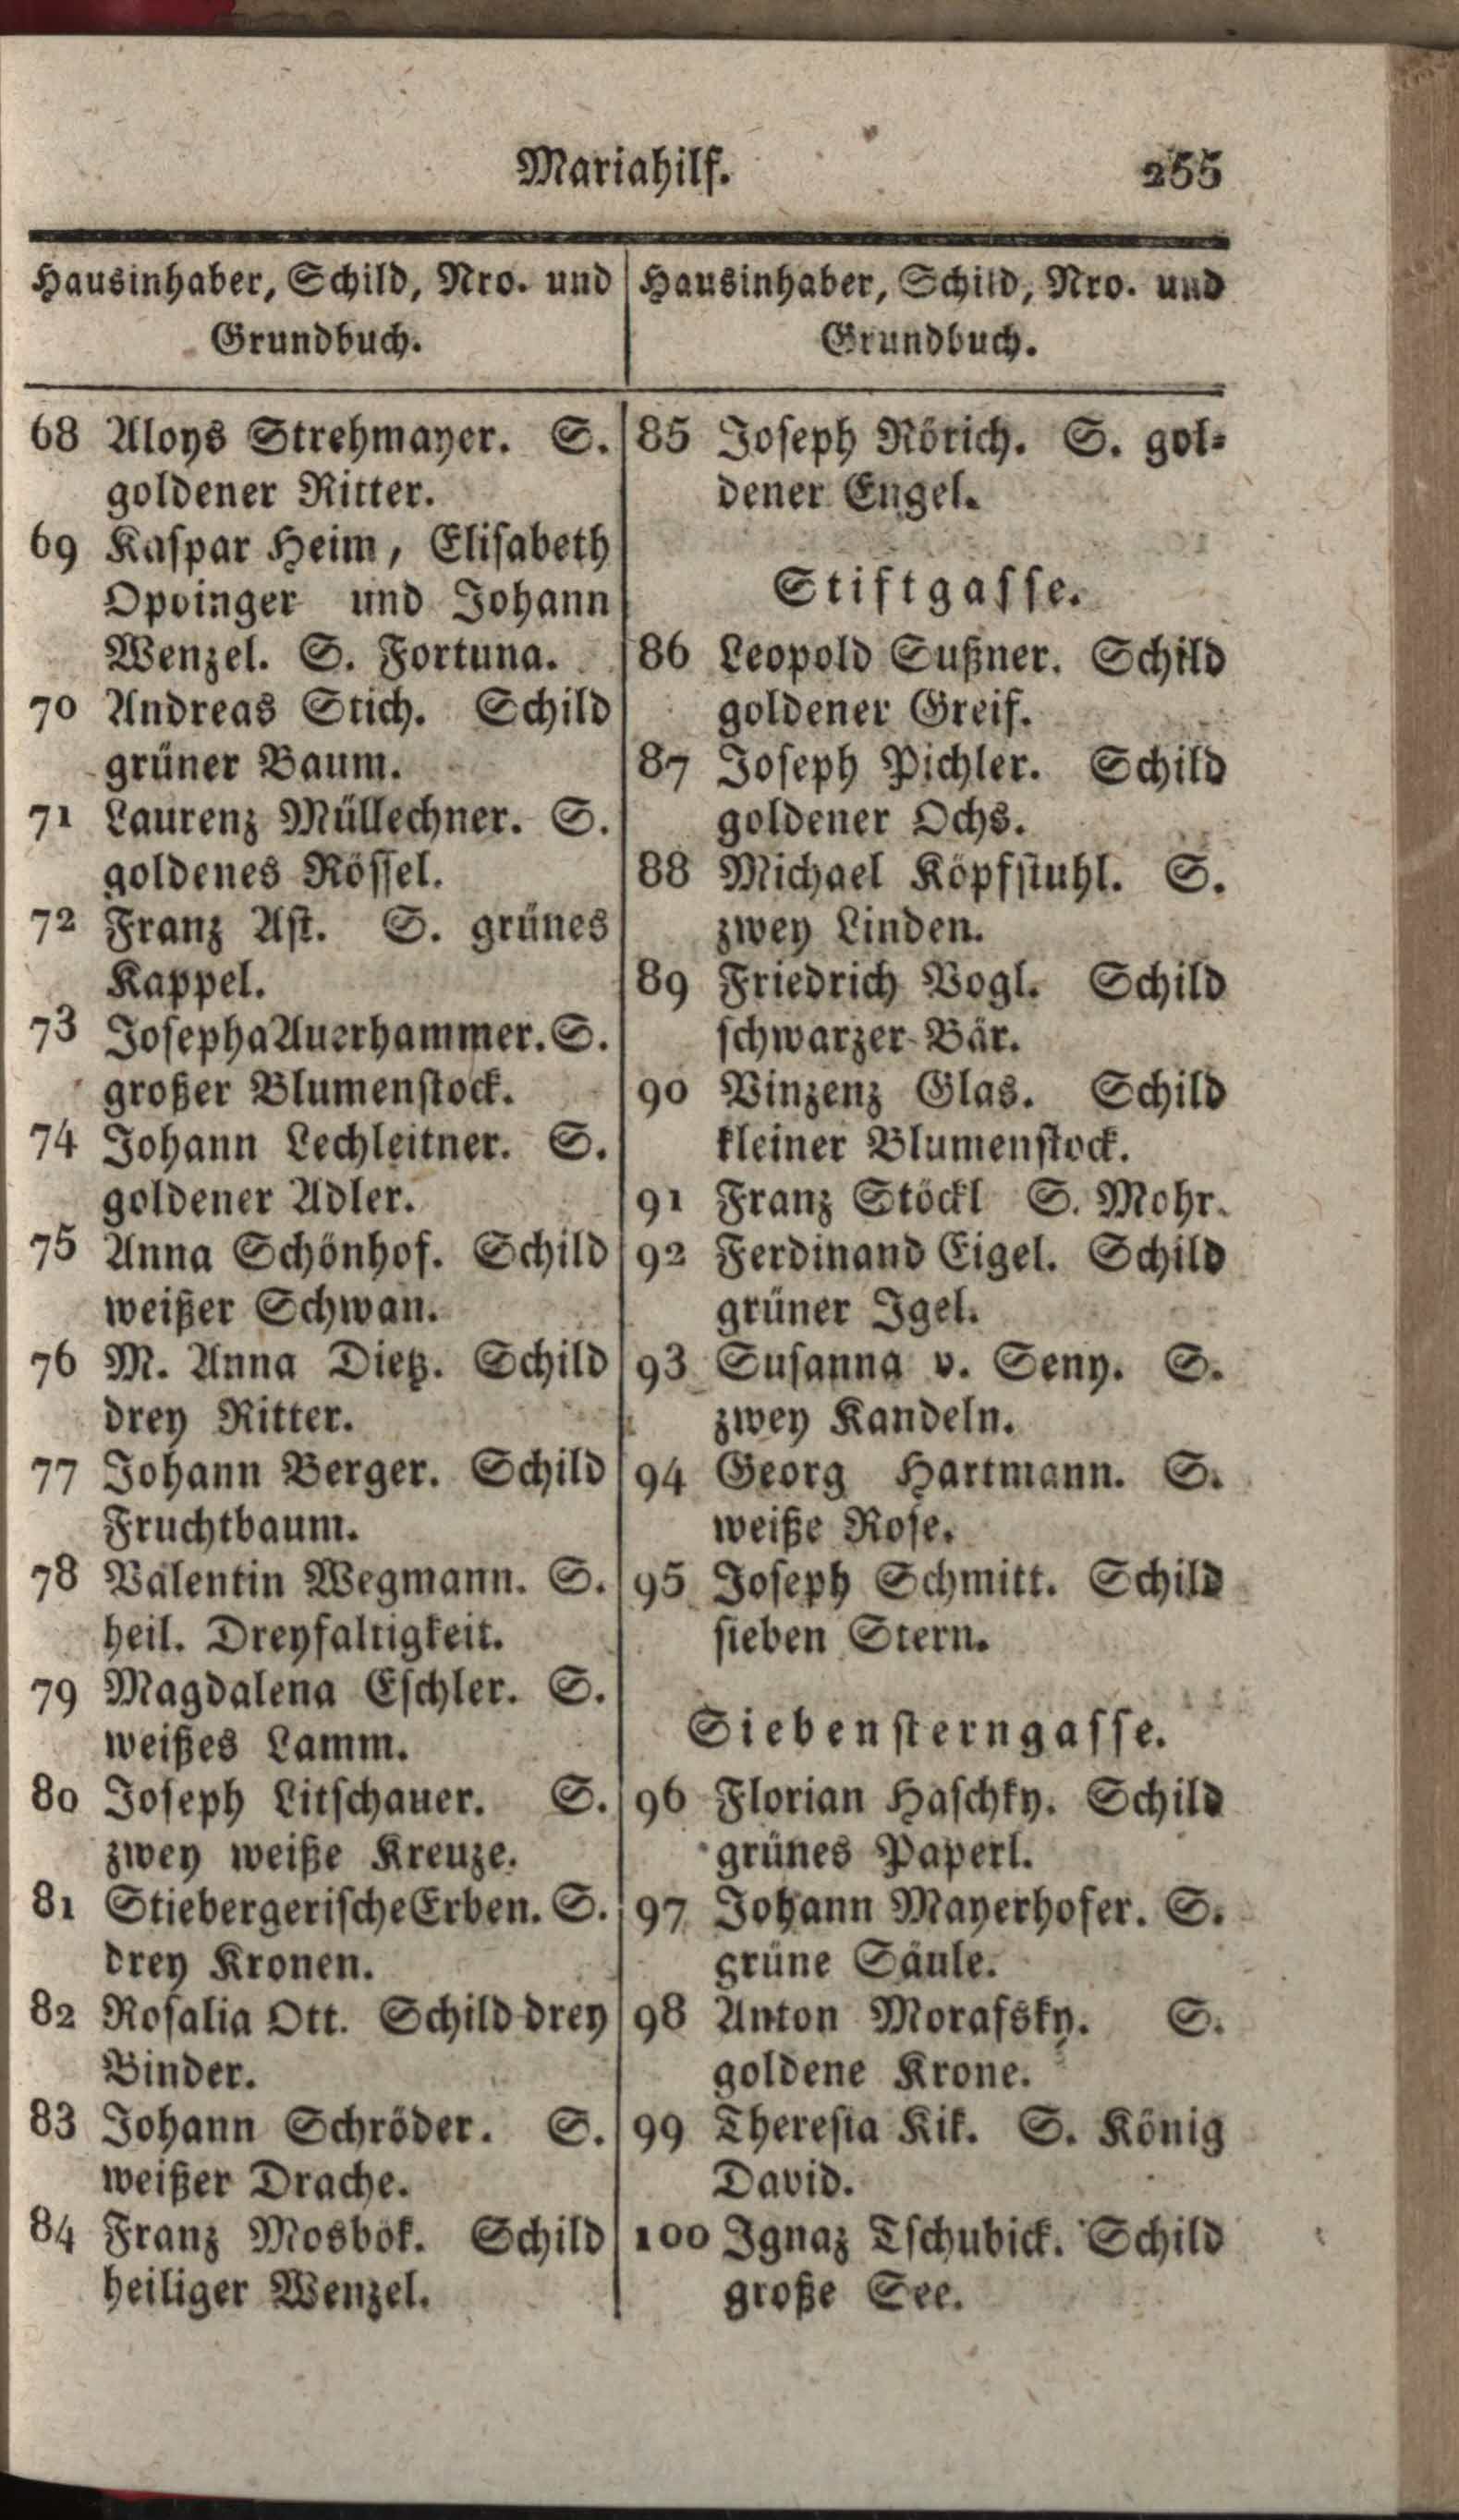 Mariahilf. 255
Hausinhaber, Schild, Nro. und
Grundbuch.
68 Aloys Strehmayer. S.
goldener Ritter.
69 Kaspar Heim, Elisabeth
Opoinger und Johann
Wenzel. S. Fortuna.
70 Andreas Stich. Schild
grüner Baum.
71 Laurenz Müllechner. S.
goldenes Rössel.
72 Franz Ast. S. grünes
Kappel.
73 Josepha Auerhammer. S.
großer Blumenstock.
74 Johann Lechleitner. S.
goldener Adler.
75 Anna Schönhof. Schild
weißer Schwan.
76 M. Anna Dietz. Schild
drey Ritter.
77 Johann Berger. Schild
Fruchtbaum.
78 Valentin Wegmann. S.
heil. Dreyfaltigkeit.
79 Magdalena Eschler. S.
weißes Lamm.
80 Joseph Litschauer. S.
zwey weiße Kreuze.
81 Stiebergerische Erben. S.
drey Kronen.
82 Rosalia Ott. Schild drey
Binder.
83 Johann Schröder. S.
weißer Drache.
84 Franz Mosbök. Schild
heiliger Wenzel.
Hausinhaber, Schild, Nro. und
Grundbuch.
85 Joseph Rörich. S. gol-
dener Engel.
Stiftgasse.
86 Leopold Sußner. Schild
goldener Greif.
87 Joseph Pichler. Schild
goldener Ochs.
88 Michael Köpfstuhl. S.
zwey Linden.
89 Friedrich Vogl. Schild
schwarzer Bär.
90 Vinzenz Glas. Schild
kleiner Blumenstock.
91 Franz Stöckl S. Mohr.
92 Ferdinand Eigel. Schild
grüner Igel.
93 Susanna v. Seny. S.
zwey Kandeln.
94 Georg Hartmann. S.
weiße Rose.
95 Joseph Schmitt. Schild
sieben Stern.
Siebensterngasse.
96 Florian Haschky. Schild
grünes Paperl.
97 Johann Mayerhofer. S.
grüne Säule.
98 Anton Morafsky. S.
goldene Krone.
99 Theresia Kik. S. König
David.
100 Ignaz Tschubick. Schild
große See.